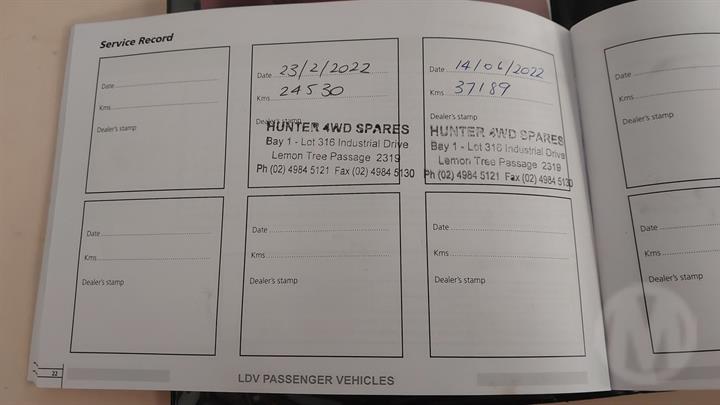 Service Record
Date
Kms
Dealer's stamp
Date 23/2/2022
Kms 24530
Dealer's stamp
HUNTER 4WD SPARES
Bay 1 - Lot 316 Industrial Drive
Lemon Tree Passage 2319
Ph (02) 4984 5121 Fax (02) 4984 5130
Date 14/06/2022
Kms 37189
HUNTER 4WD SPARES
Bay 1 - Lot 316 Industrial Drive
Lemon Tree Passage 2319
Ph (02) 4984 5121 Fax (02) 4984 5130
Date
Kms
Dealer's stamp
Date
Kms
Dealer's stamp
Date
Kms
Dealer's stamp
Date
Kms
Dealer's stamp
Date
Kms
Dealer's stamp
22
LDV PASSENGER VEHICLES
M